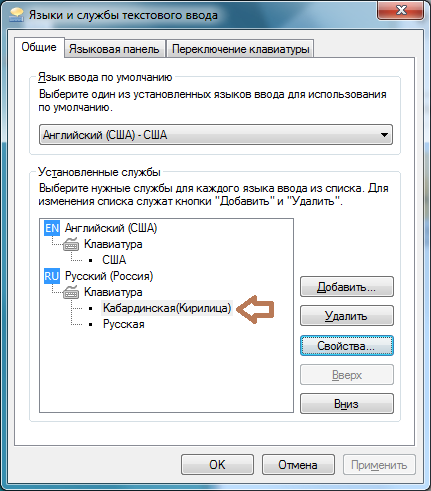 Языки и службы текстового ввода
Общие
Языковая панель
Переключение клавиатуры
Язык ввода по умолчанию
Выберите один из установленных языков ввода для использования
по умолчанию.
Английский (США) - США
Установленные службы
Выберите нужные службы для каждого языка ввода из списка. Для
изменения списка служат кнопки "Добавить" и "Удалить".
EN Английский (США)
Клавиатура
США
RU Русский (Россия)
Клавиатура
Кабардинская(Кирилица)
Русская
Добавить...
Удалить
Свойства...
Вверх
Вниз
OK
Отмена
Применить